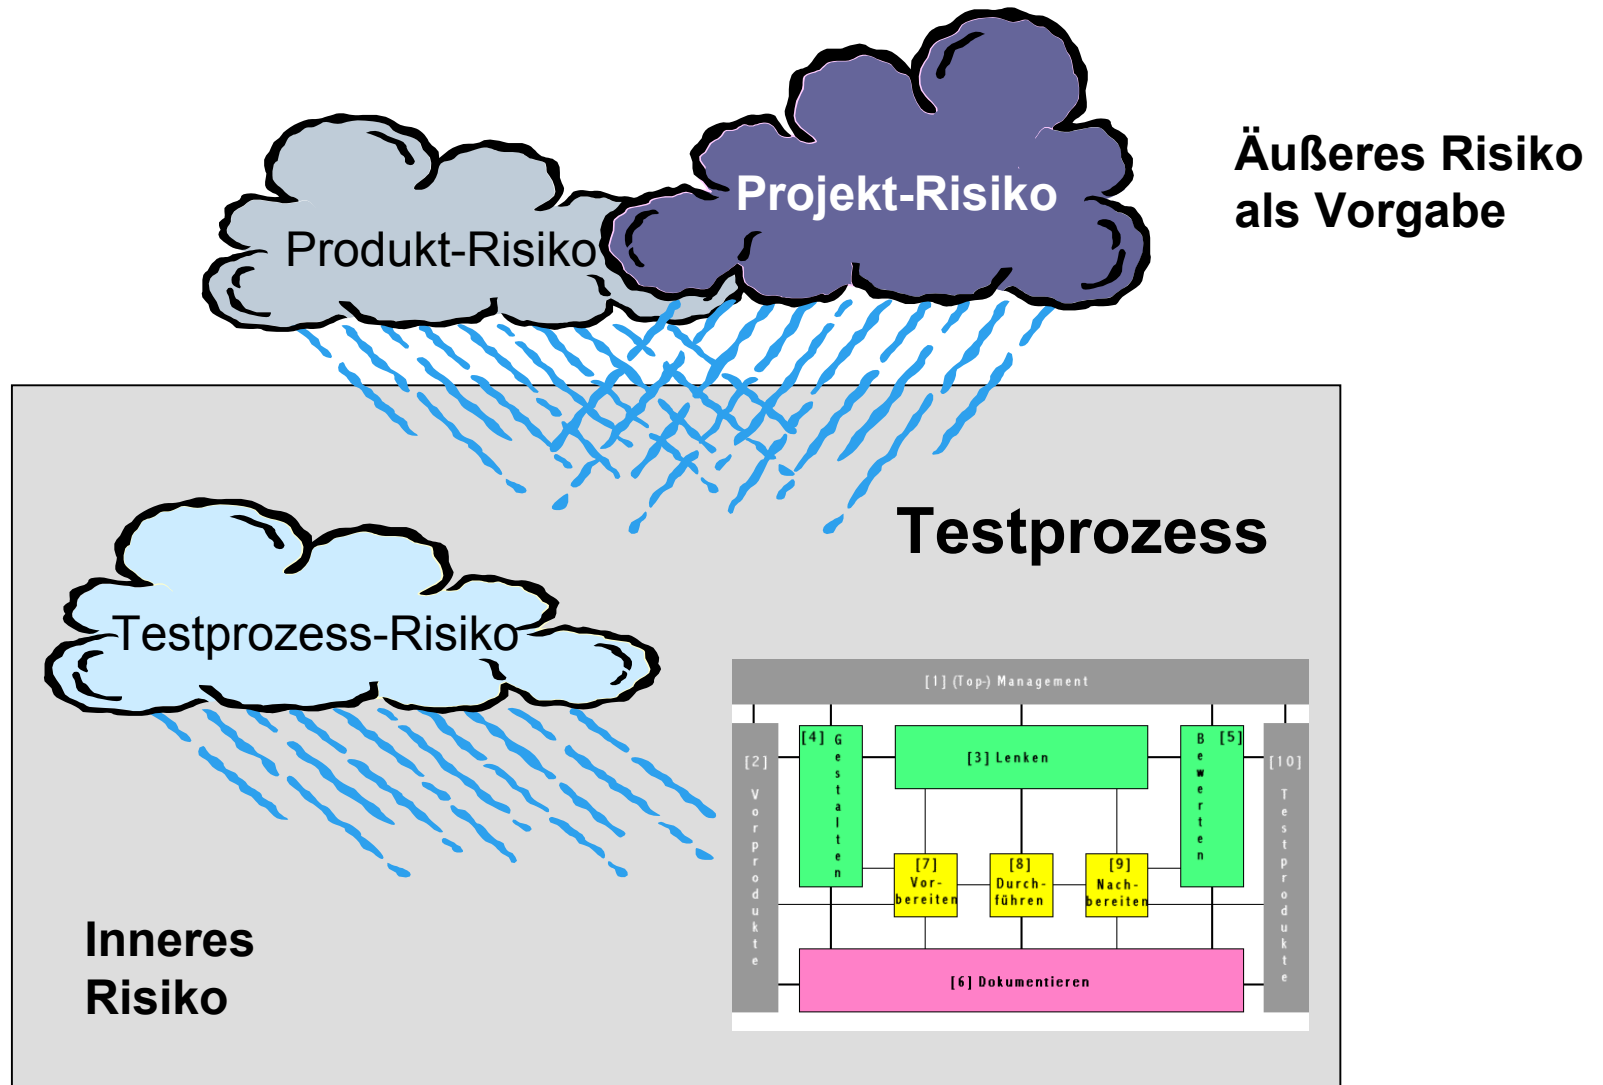 Projekt-Risiko
Äußeres Risiko
als Vorgabe
Produkt-Risiko
Testprozess
Testprozess-Risiko
Inneres
Risiko
[1] (Top-) Management
[2]
Vorprodukte
[4]
Gestalten
[3] Lenken
[5]
Bewerten
[10]
Testprodukte
[7]
Vor-
bereiten
[8]
Durch-
führen
[9]
Nach-
bereiten
[6] Dokumentieren